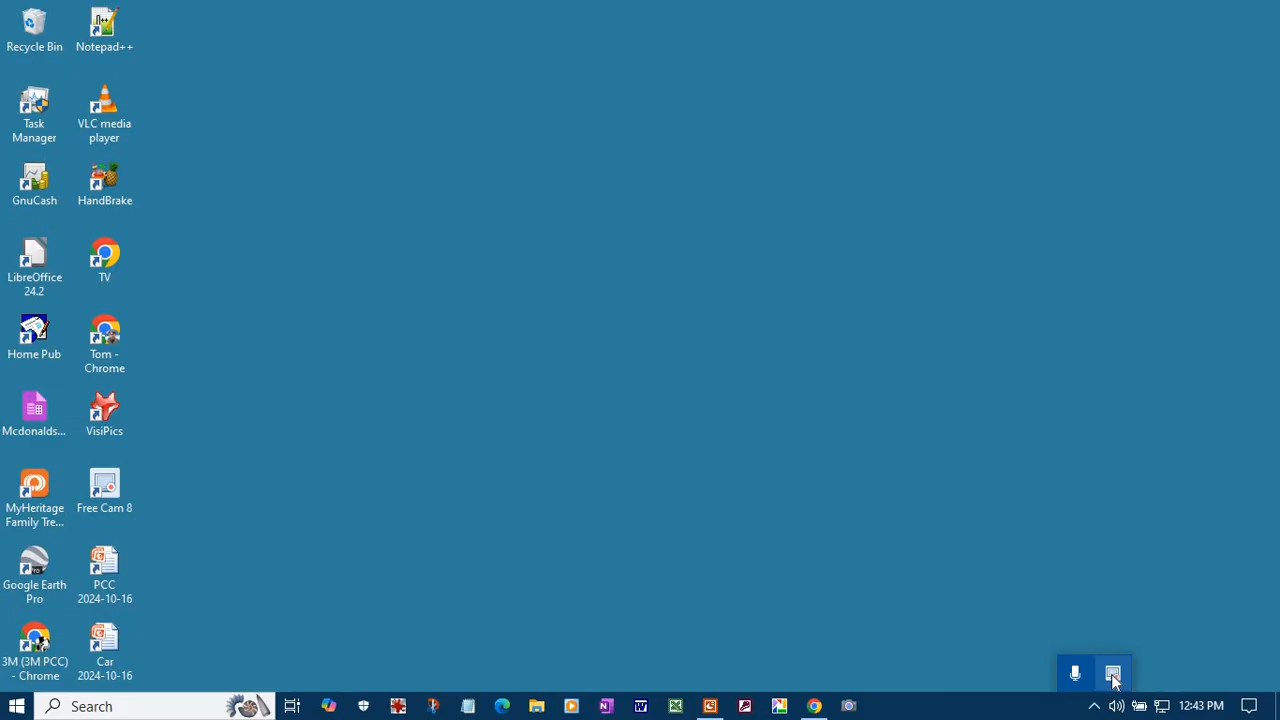 Recycle Bin
Notepad++
Task
Manager
VLC media
player
GnuCash
HandBrake
LibreOffice
24.2
TV
Home Pub
Tom -
Chrome
Mcdonalds...
VisiPics
MyHeritage
Family Tre...
Free Cam 8
Google Earth
Pro
PCC
2024-10-16
3M (3M PCC)
- Chrome
Car
2024-10-16
Search
12:43 PM